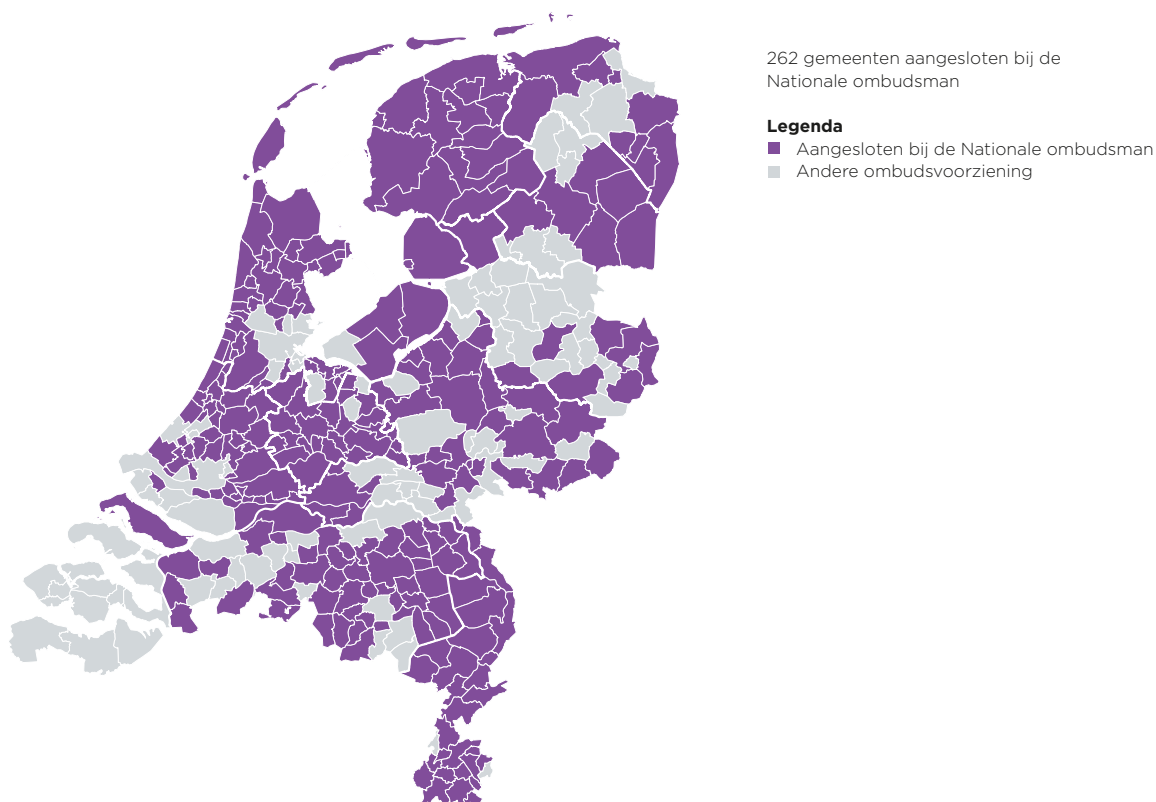 262 gemeenten aangesloten bij de
Nationale ombudsman
Legenda
Aangesloten bij de Nationale ombudsman
Andere ombudsvoorziening